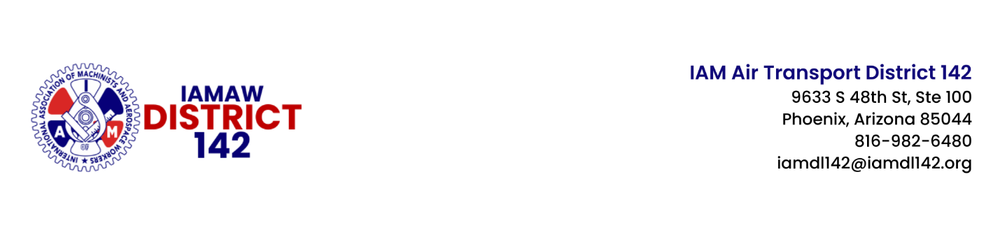 INTERNATIONAL ASSOCIATION OF MACHINISTS AND AEROSPACE WORKERS ★
I
A
M
OF
IAMAW
DISTRICT
142
IAM Air Transport District 142
9633 S 48th St, Ste 100
Phoenix, Arizona 85044
816-982-6480
iamdl142@iamdl142.org